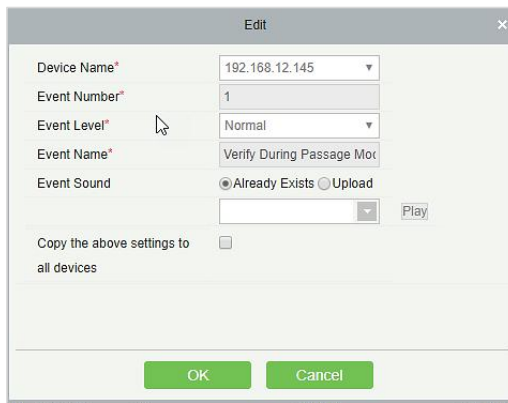 Edit
Device Name* 192.168.12.145
Event Number* 1
Event Level* Normal
Event Name* Verify During Passage Moc
Event Sound Already Exists Upload
Play
Copy the above settings to
all devices
OK Cancel